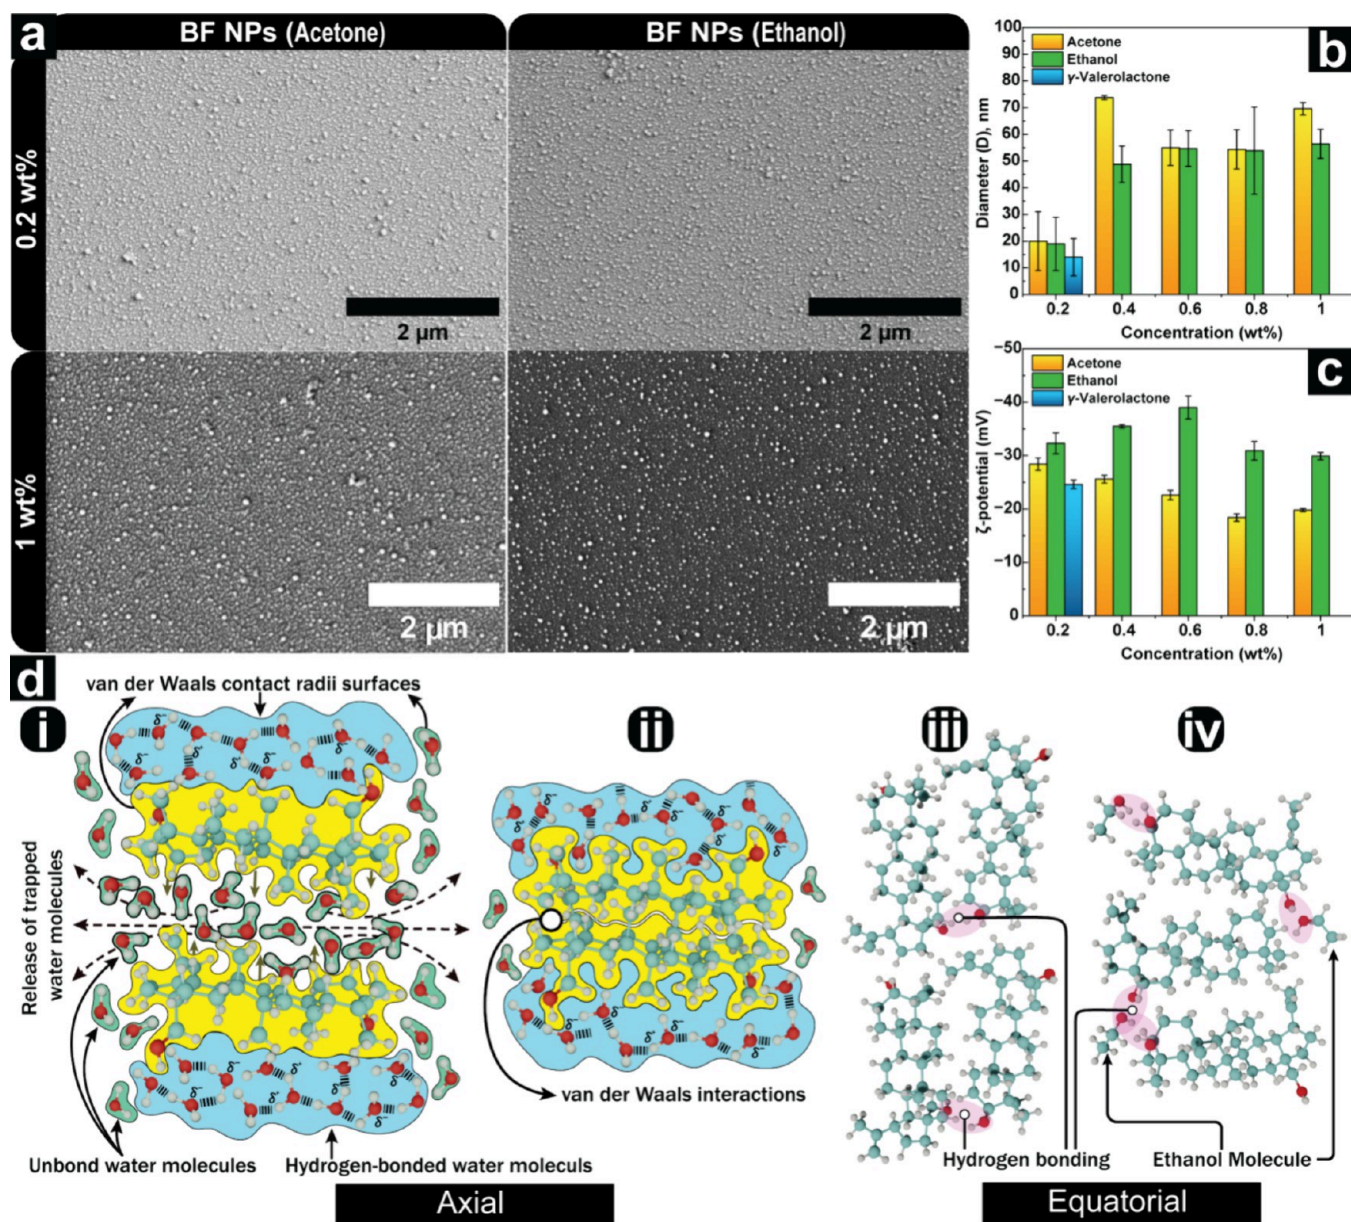 a
BF NPs (Acetone)
BF NPs (Ethanol)
0.2 wt%
2 µm
2 µm
1 wt%
2 µm
2 µm
b
Acetone
Ethanol
γ-Valerolactone
Diameter (D), nm
100
90
80
70
60
50
40
30
20
10
0
0.2 0.4 0.6 0.8 1
Concentration (wt%)
c
Acetone
Ethanol
γ-Valerolactone
ζ-potential (mV)
−50
−40
−30
−20
−10
0
0.2 0.4 0.6 0.8 1
Concentration (wt%)
d
van der Waals contact radii surfaces
i
ii
iii
iv
Release of trapped
water molecules
van der Waals interactions
Unbond water molecules
Hydrogen-bonded water moleculs
Hydrogen bonding
Ethanol Molecule
Axial
Equatorial